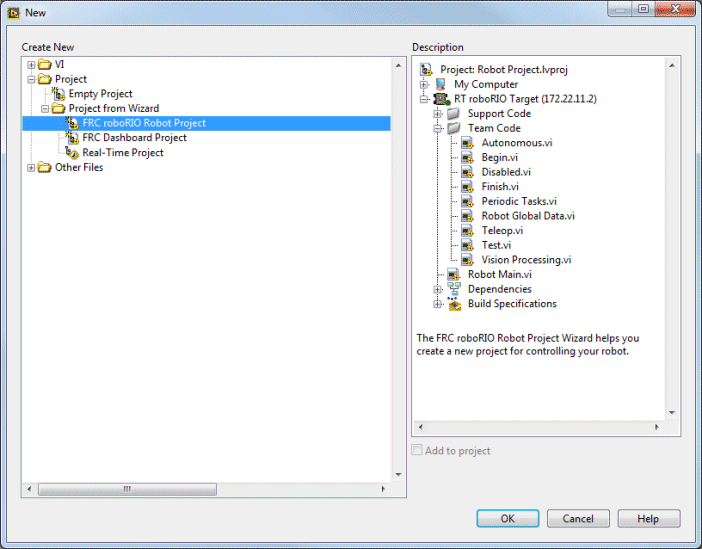 New
Create New
VI
Project
Empty Project
Project from Wizard
FRC roboRIO Robot Project
FRC Dashboard Project
Real-Time Project
Other Files
Description
Project: Robot Project.lvproj
My Computer
RT roboRIO Target (172.22.11.2)
Support Code
Team Code
Autonomous.vi
Begin.vi
Disabled.vi
Finish.vi
Periodic Tasks.vi
Robot Global Data.vi
Teleop.vi
Test.vi
Vision Processing.vi
Robot Main.vi
Dependencies
Build Specifications
The FRC roboRIO Robot Project Wizard helps you
create a new project for controlling your robot.
Add to project
OK
Cancel
Help